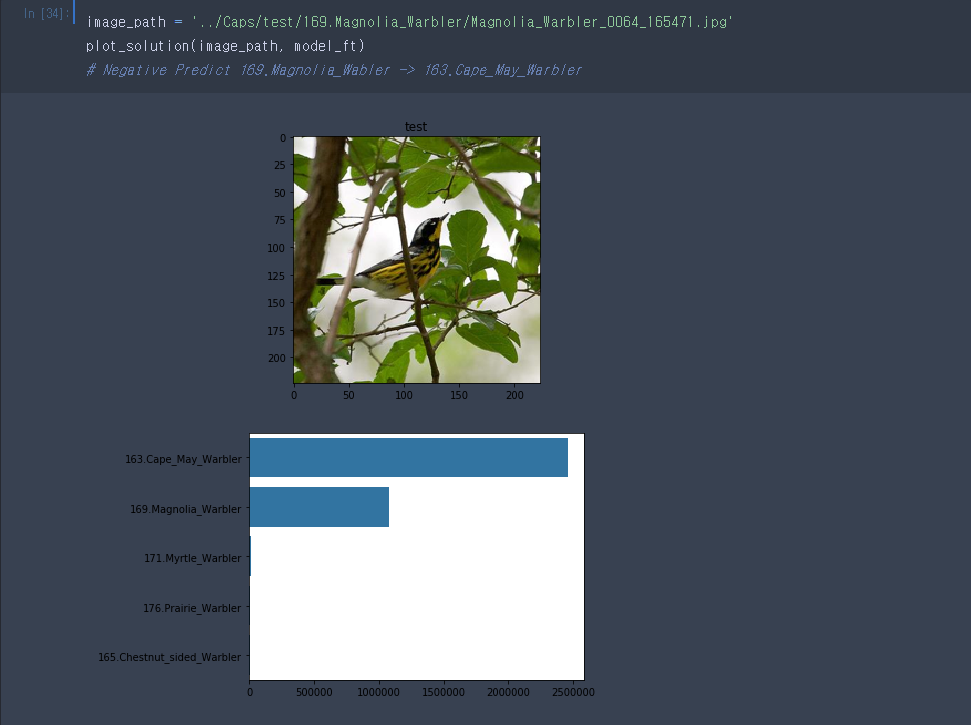 In [34]:
image_path = '../Caps/test/169.Magnolia_Warbler/Magnolia_Warbler_0064_165471.jpg'
plot_solution(image_path, model_ft)
# Negative Predict 169.Magnolia_Wabler -> 163.Cape_May_Warbler
test
0
25
50
75
100
125
150
175
200
0 50 100 150 200
163.Cape_May_Warbler
169.Magnolia_Warbler
171.Myrtle_Warbler
176.Prairie_Warbler
165.Chestnut_sided_Warbler
0 500000 1000000 1500000 2000000 2500000